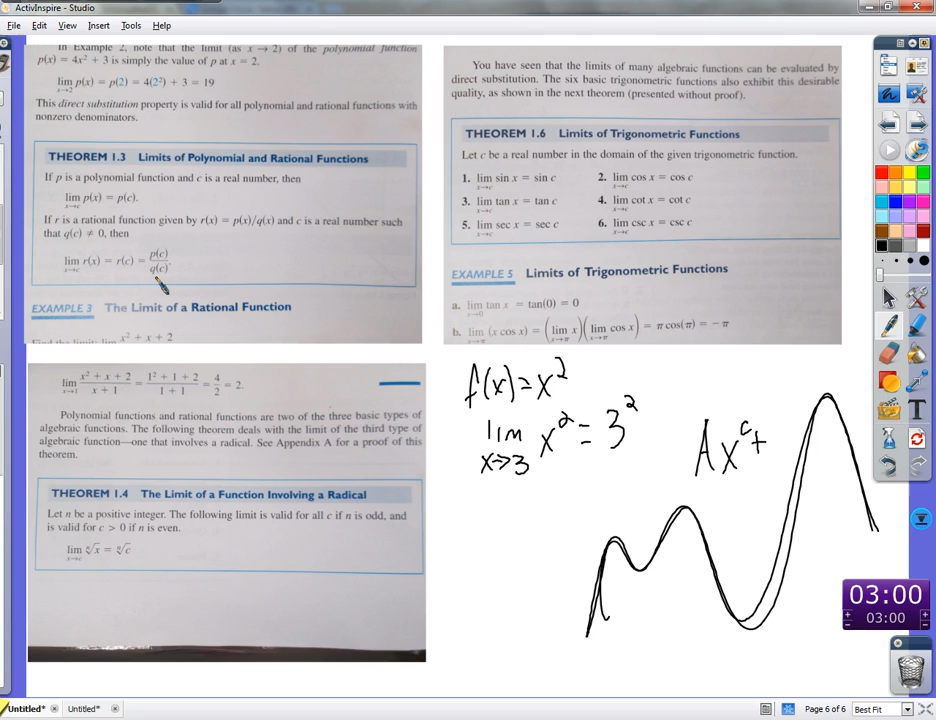 ActivInspire - Studio
File Edit View Insert Tools Help
In Example 2, note that the limit (as x → 2) of the polynomial function
p(x) = 4x² + 3 is simply the value of p at x = 2.
lim p(x) = p(2) = 4(2²) + 3 = 19
x→2
This direct substitution property is valid for all polynomial and rational functions with
nonzero denominators.
THEOREM 1.3 Limits of Polynomial and Rational Functions
If p is a polynomial function and c is a real number, then
lim p(x) = p(c).
x→c
If r is a rational function given by r(x) = p(x)/q(x) and c is a real number such
that q(c) ≠ 0, then
lim r(x) = r(c) = p(c)/q(c).
x→c
EXAMPLE 3 The Limit of a Rational Function
Find the limit: lim x² + x + 2
lim x² + x + 2 / x + 1 = 1² + 1 + 2 / 1 + 1 = 4/2 = 2.
x→1
Polynomial functions and rational functions are two of the three basic types of
algebraic functions. The following theorem deals with the limit of the third type of
algebraic function—one that involves a radical. See Appendix A for a proof of this
theorem.
THEOREM 1.4 The Limit of a Function Involving a Radical
Let n be a positive integer. The following limit is valid for all c if n is odd, and
is valid for c > 0 if n is even.
lim ⁿ√x = ⁿ√c
x→c
You have seen that the limits of many algebraic functions can be evaluated by
direct substitution. The six basic trigonometric functions also exhibit this desirable
quality, as shown in the next theorem (presented without proof).
THEOREM 1.6 Limits of Trigonometric Functions
Let c be a real number in the domain of the given trigonometric function.
1. lim sin x = sin c 2. lim cos x = cos c
x→c x→c
3. lim tan x = tan c 4. lim cot x = cot c
x→c x→c
5. lim sec x = sec c 6. lim csc x = csc c
x→c x→c
EXAMPLE 5 Limits of Trigonometric Functions
a. lim tan x = tan(0) = 0
x→0
b. lim (x cos x) = (lim x)(lim cos x) = π cos(π) = −π
x→π x→π x→π
f(x) = x²
lim x² = 3²
x→3
Ax^c +
03:00
03:00
Untitled* Untitled*
Page 6 of 6 Best Fit